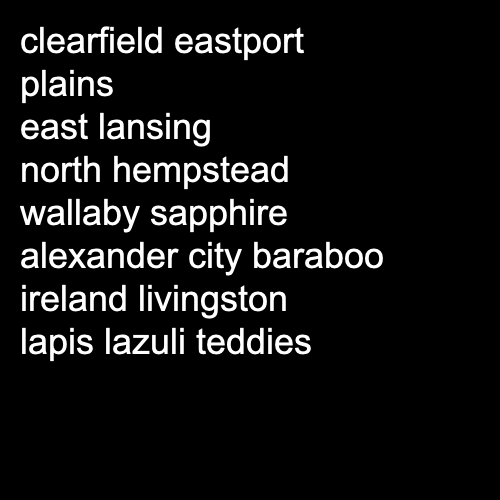 clearfield eastport
plains
east lansing
north hempstead
wallaby sapphire
alexander city baraboo
ireland livingston
lapis lazuli teddies